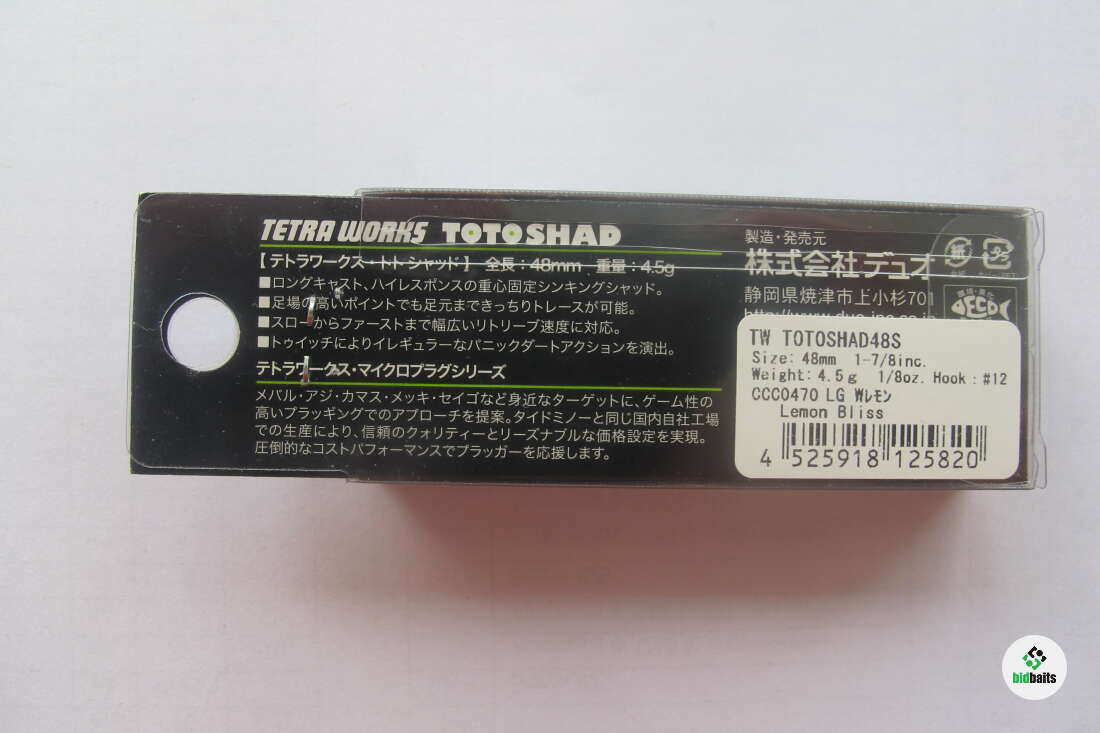 TETRA WORKS TOTOSHAD
【テトラワークス・トトシャッド】 全長:48mm 重量:4.5g
■ロングキャスト、ハイレスポンスの重心固定シンキングシャッド。
■足場の高いポイントでも足元まできっちりトレースが可能。
■スローからファーストまで幅広いリトリーブ速度に対応。
■トゥイッチによりイレギュラーなパニックダートアクションを演出。
テトラワークス・マイクロプラグシリーズ
メバル・アジ・カマス・メッキ・セイゴなど身近なターゲットに、ゲーム性の
高いプラッギングでのアプローチを提案。タイドミノーと同じ国内自社工場
での生産により、信頼のクォリティーとリーズナブルな価格設定を実現。
圧倒的なコストパフォーマンスでプラッガーを応援します。
製造・発売元
株式会社デュオ
静岡県焼津市上小杉701
紙
プラ
ECO
TW TOTOSHAD48S
Size: 48mm 1-7/8inc.
Weight: 4.5g 1/8oz. Hook : #12
CCC0470 LG Wレモン
Lemon Bliss
4 525918 125820
bidbaits